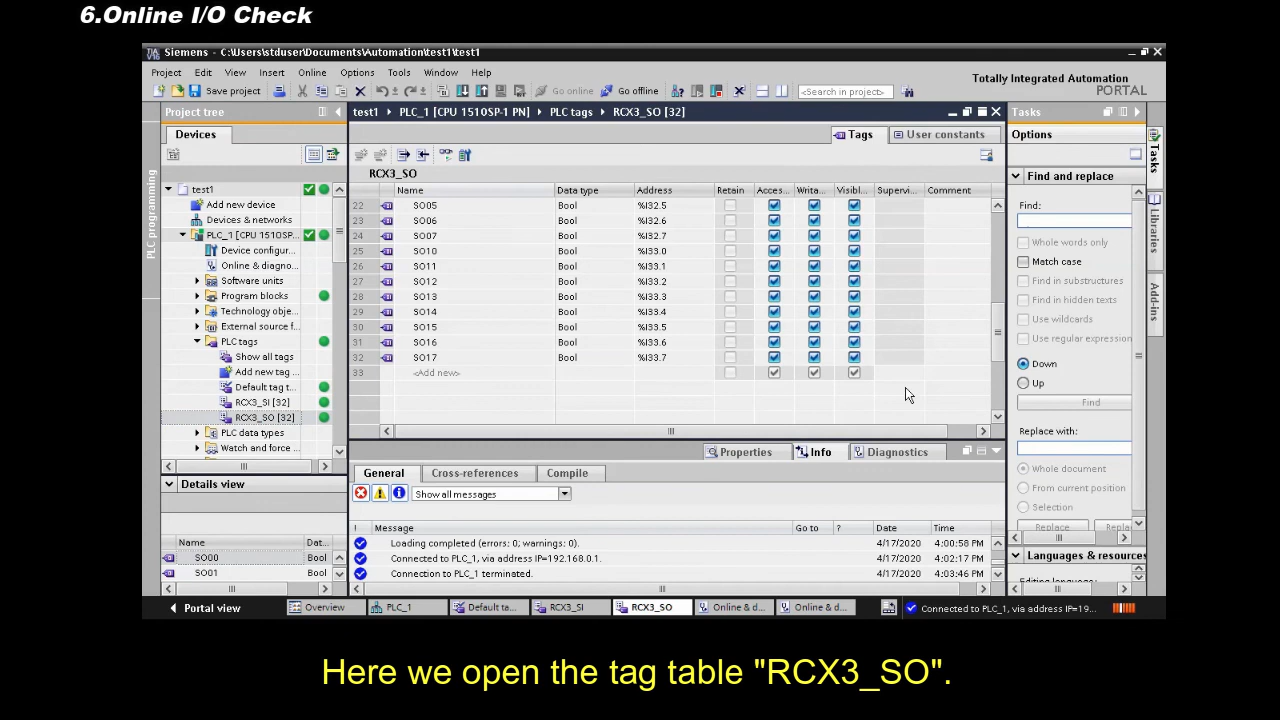 6.Online I/O Check
Siemens - C:\Users\stduser\Documents\Automation\test1\test1
Project Edit View Insert Online Options Tools Window Help
Totally Integrated Automation
PORTAL
Save project Go online Go offline <Search in project>
Project tree
test1 PLC_1 [CPU 1510SP-1 PN] PLC tags RCX3_SO [32]
Tasks
Devices
Tags User constants
Options
RCX3_SO
Find and replace
Name Data type Address Retain Acces... Writa... Visibl... Supervi... Comment
22 SO05 Bool %I32.5
23 SO06 Bool %I32.6
24 SO07 Bool %I32.7
25 SO10 Bool %I33.0
26 SO11 Bool %I33.1
27 SO12 Bool %I33.2
28 SO13 Bool %I33.3
29 SO14 Bool %I33.4
30 SO15 Bool %I33.5
31 SO16 Bool %I33.6
32 SO17 Bool %I33.7
33 <Add new>
test1
Add new device
Devices & networks
PLC_1 [CPU 1510SP...
Device configur...
Online & diagno...
Software units
Program blocks
Technology obje...
External source f...
PLC tags
Show all tags
Add new tag ...
Default tag t...
RCX3_SI [32]
RCX3_SO [32]
PLC data types
Watch and force ...
PLC programming
Find:
Whole words only
Match case
Find in substructures
Find in hidden texts
Use wildcards
Use regular expression
Down
Up
Find
Replace with:
Whole document
From current position
Selection
Replace Repla
Languages & resources
Editing language:
Tasks
Libraries
Add-ins
Properties Info Diagnostics
General Cross-references Compile
Show all messages
! Message Go to ? Date Time
Loading completed (errors: 0; warnings: 0). 4/17/2020 4:00:58 PM
Connected to PLC_1, via address IP=192.168.0.1. 4/17/2020 4:02:17 PM
Connection to PLC_1 terminated. 4/17/2020 4:03:46 PM
Details view
Name Dat...
SO00 Bool
SO01 Bool
Portal view Overview PLC_1 Default ta... RCX3_SI RCX3_SO Online & d... Online & d... Connected to PLC_1, via address IP=19...
Here we open the tag table "RCX3_SO".